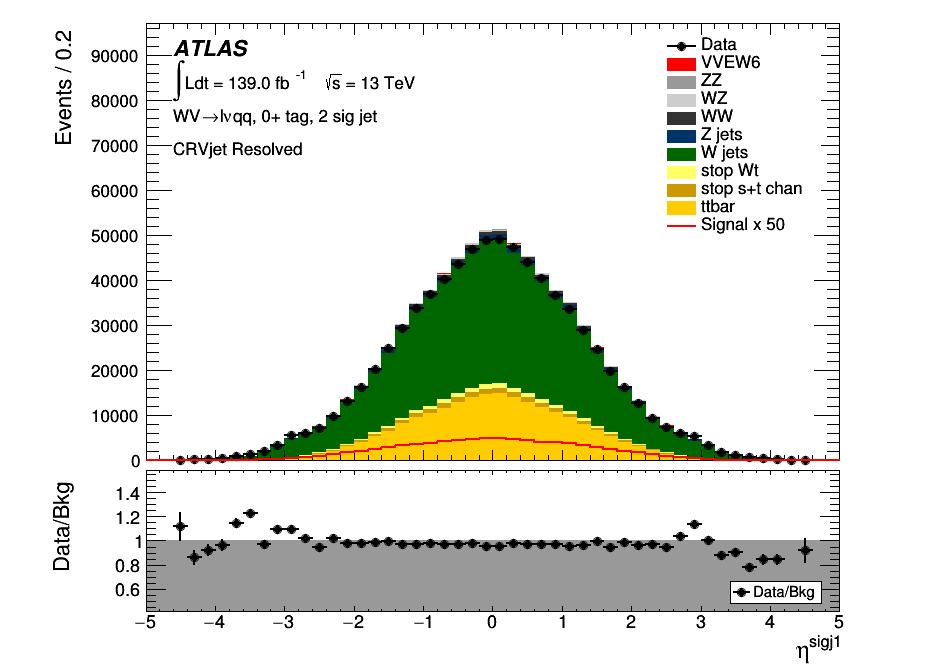 Events / 0.2
90000
80000
70000
60000
50000
40000
30000
20000
10000
0
ATLAS
∫Ldt = 139.0 fb⁻¹ √s = 13 TeV
WV→lνqq, 0+ tag, 2 sig jet
CRVjet Resolved
Data
VVEW6
ZZ
WZ
WW
Z jets
W jets
stop Wt
stop s+t chan
ttbar
Signal x 50
Data/Bkg
1.4
1.2
1
0.8
0.6
Data/Bkg
−5 −4 −3 −2 −1 0 1 2 3 4 5
η^sigj1